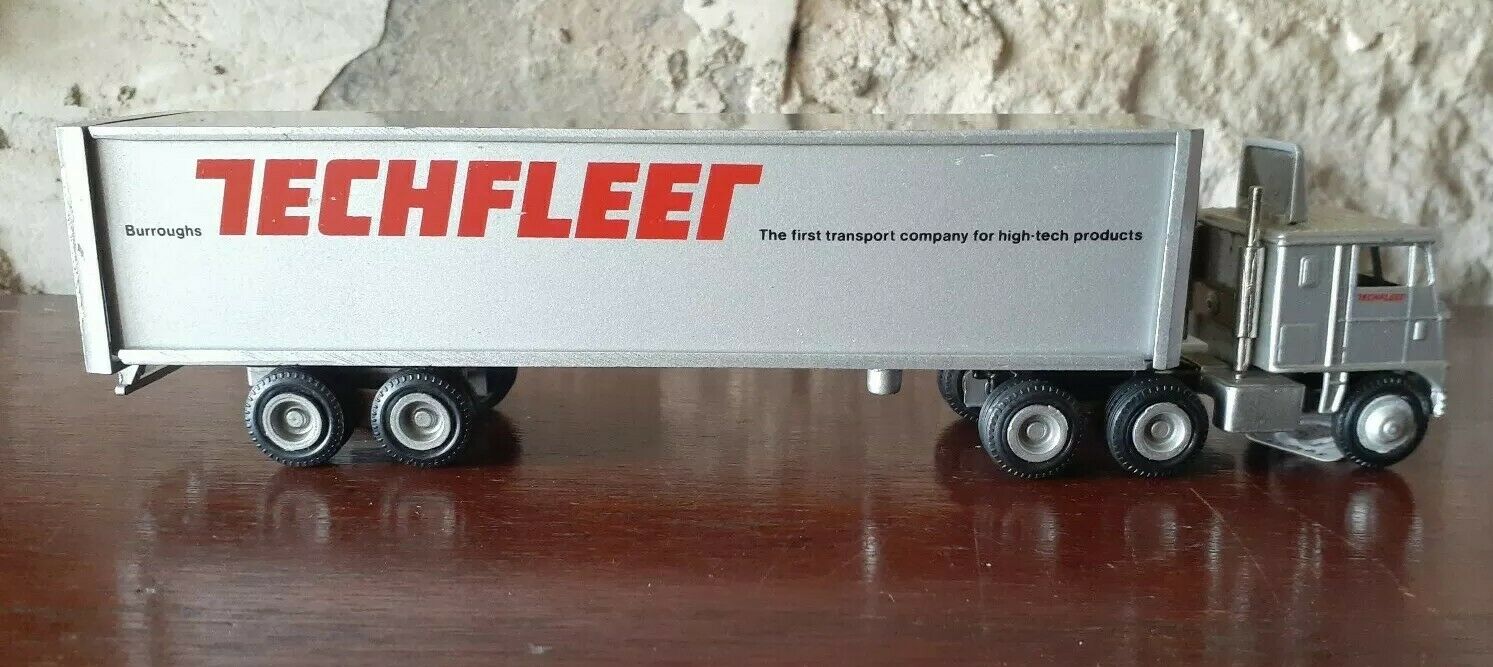 TECHFLEET
Burroughs
The first transport company for high-tech products
TECHFLEET